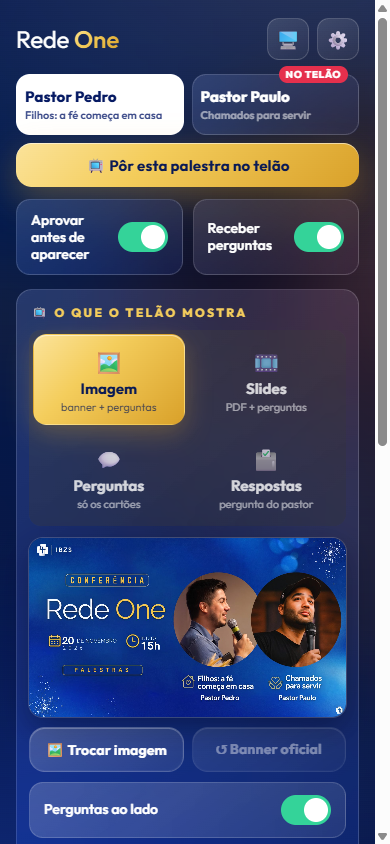 Rede One
NO TELÃO
Pastor Pedro
Filhos: a fé começa em casa
Pastor Paulo
Chamados para servir
Pôr esta palestra no telão
Aprovar
antes de
aparecer
Receber
perguntas
O QUE O TELÃO MOSTRA
Imagem
banner + perguntas
Slides
PDF + perguntas
Perguntas
só os cartões
Respostas
pergunta do pastor
IBZS
CONFERÊNCIA
Rede One
20 DE NOVEMBRO
15h
PALESTRAS
Filhos: a fé
começa em casa
Pastor Pedro
Chamados
para servir
Pastor Paulo
Trocar imagem
↺ Banner oficial
Perguntas ao lado